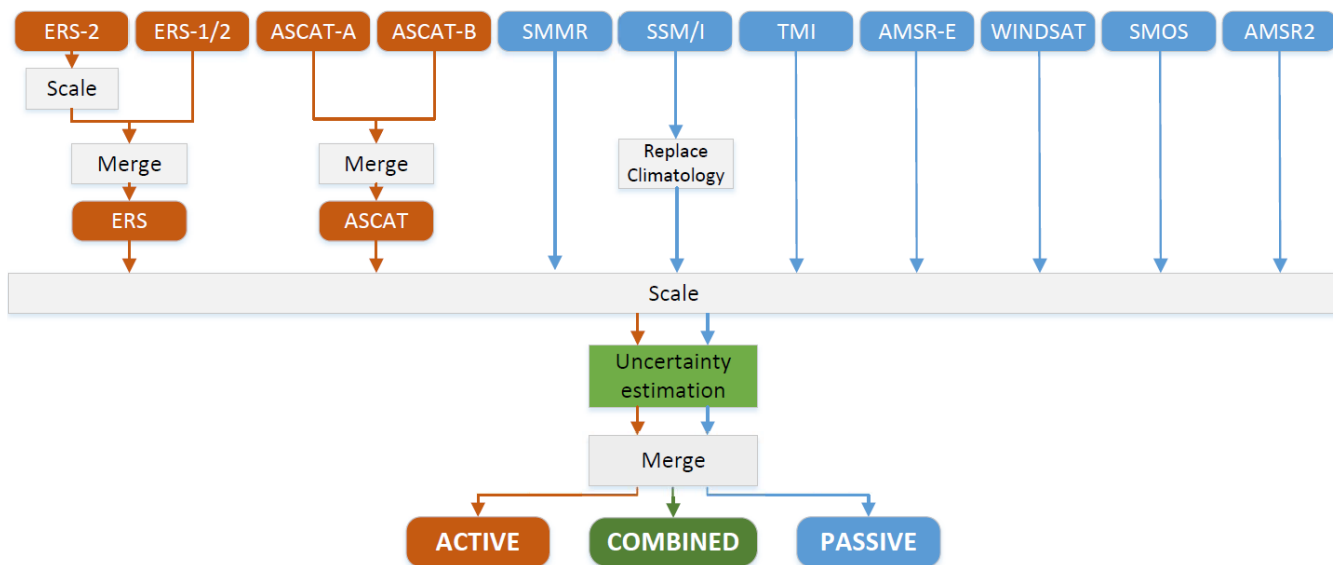 ERS-2 ERS-1/2 ASCAT-A ASCAT-B SMMR SSM/I TMI AMSR-E WINDSAT SMOS AMSR2
Scale
Merge Merge Replace
Climatology
ERS ASCAT
Scale
Uncertainty
estimation
Merge
ACTIVE COMBINED PASSIVE